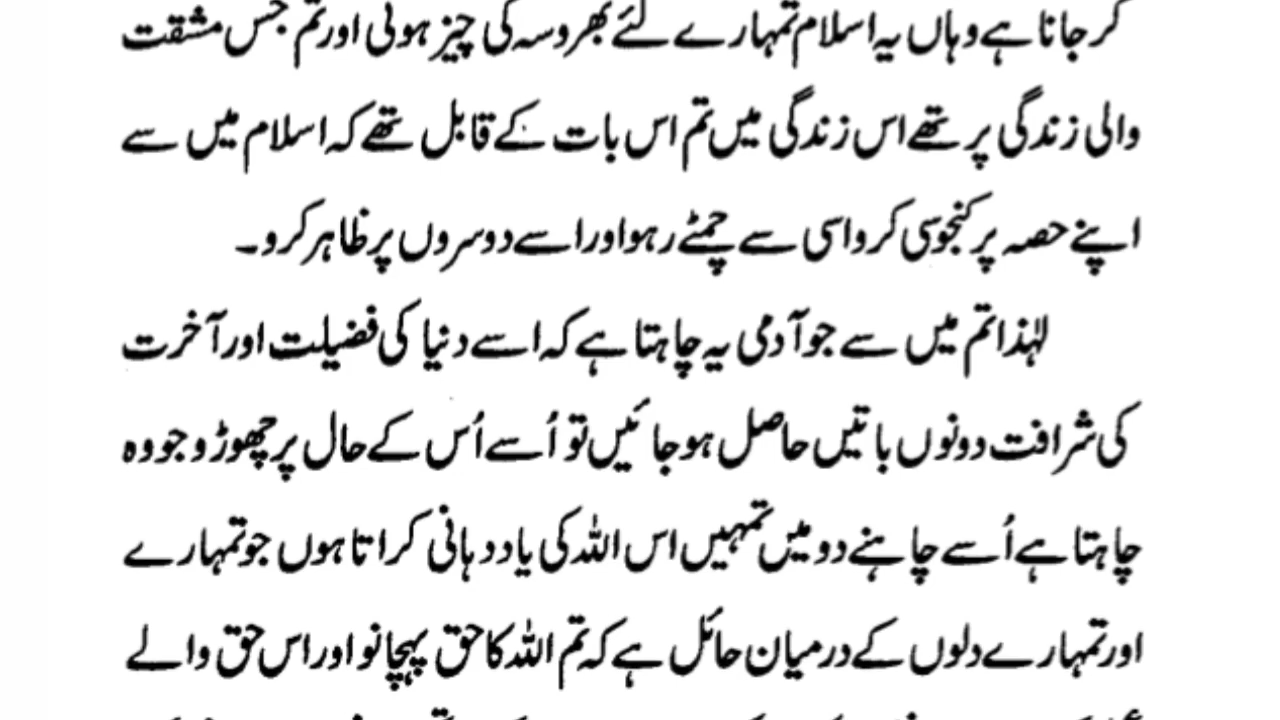 کر جانا ہے وہاں یہ اسلام تمہارے لئے بھروسہ کی چیز ہوئی اور تم جس مشقت
والی زندگی پر تھے اس زندگی میں تم اس بات کے قابل تھے کہ اسلام میں سے
اپنے حصہ پر کنجوسی کرو اسی سے چمٹے رہو اور اسے دوسروں پر ظاہر کرو۔
لہٰذا تم میں سے جو آدمی یہ چاہتا ہے کہ اسے دنیا کی فضیلت اور آخرت
کی شرافت دونوں باتیں حاصل ہو جائیں تو اُسے اُس کے حال پر چھوڑو جو وہ
چاہتا ہے اُسے چاہنے دو میں تمہیں اس اللہ کی یاددہانی کراتا ہوں جو تمہارے
اور تمہارے دلوں کے درمیان حائل ہے کہ تم اللہ کا حق پہچانو اور اس حق والے